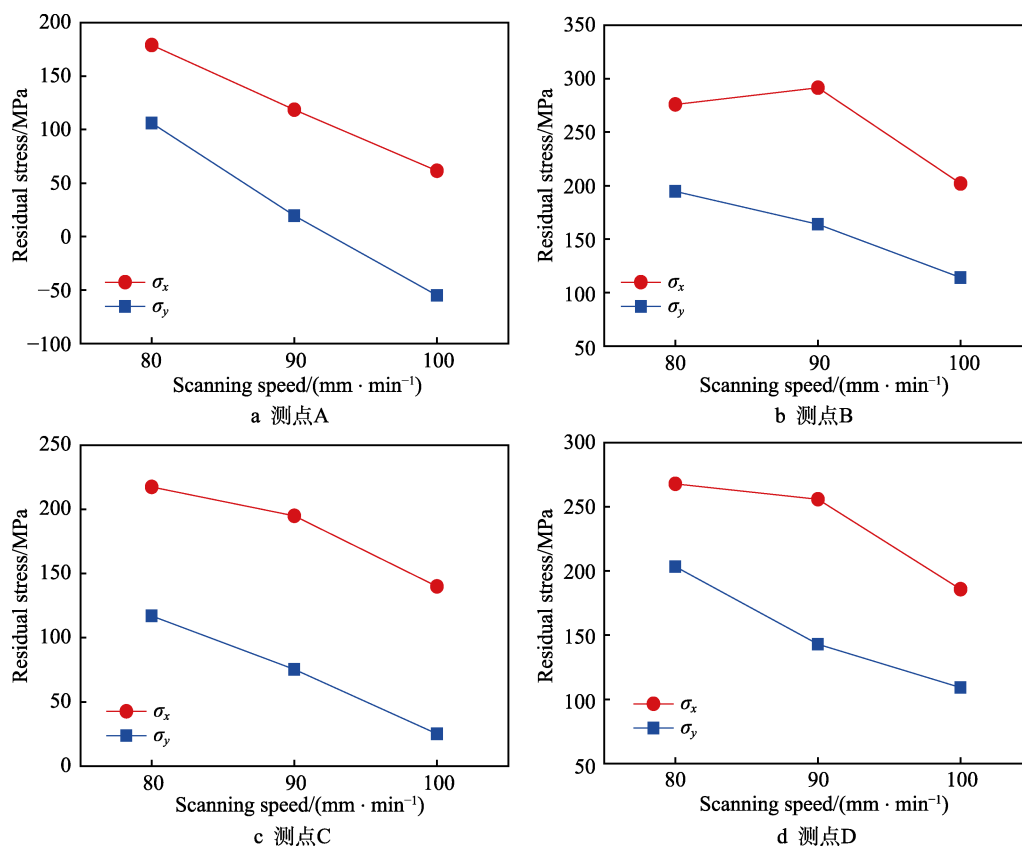 200
150
100
50
0
−50
−100
Residual stress/MPa
σx
σy
80 90 100
Scanning speed/(mm · min⁻¹)
a 测点A
350
300
250
200
150
100
50
Residual stress/MPa
σx
σy
80 90 100
Scanning speed/(mm · min⁻¹)
b 测点B
250
200
150
100
50
0
Residual stress/MPa
σx
σy
80 90 100
Scanning speed/(mm · min⁻¹)
c 测点C
300
250
200
150
100
50
Residual stress/MPa
σx
σy
80 90 100
Scanning speed/(mm · min⁻¹)
d 测点D